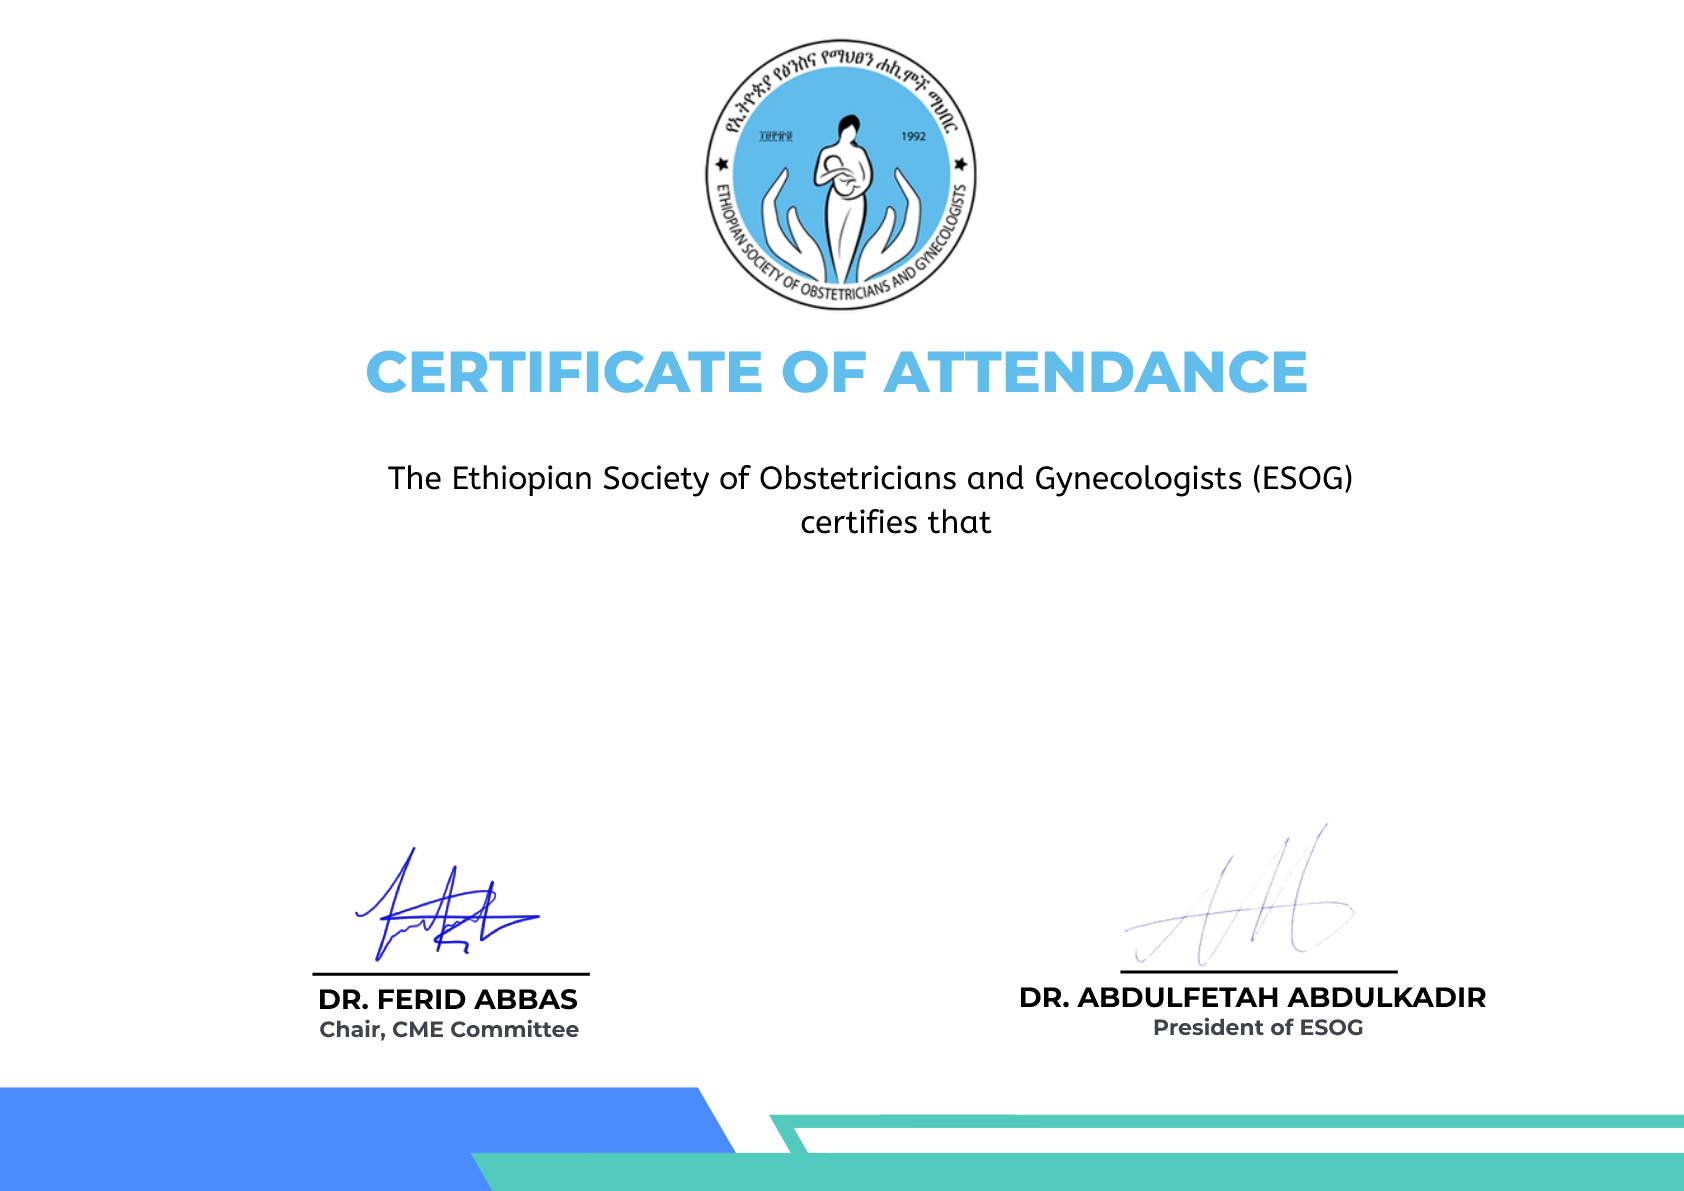 የኢትዮጵያ የፅንስና የማህፀን ሐኪሞች ማህበር
1992
ETHIOPIAN SOCIETY OF OBSTETRICIANS AND GYNECOLOGISTS
CERTIFICATE OF ATTENDANCE
The Ethiopian Society of Obstetricians and Gynecologists (ESOG)
certifies that
DR. FERID ABBAS
Chair, CME Committee
DR. ABDULFETAH ABDULKADIR
President of ESOG